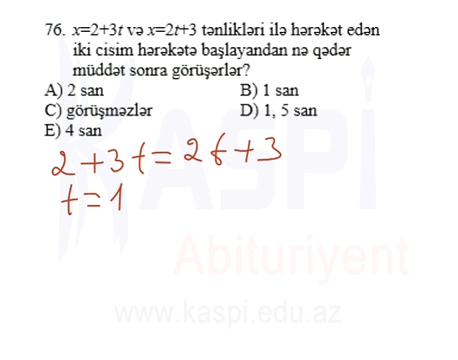 76. x=2+3t və x=2t+3 tənlikləri ilə hərəkət edən
iki cisim hərəkətə başlayandan nə qədər
müddət sonra görüşərlər?
A) 2 san B) 1 san
C) görüşməzlər D) 1, 5 san
E) 4 san
2+3t=2t+3
t=1
KASPİ
Abituriyent
www.kaspi.edu.az